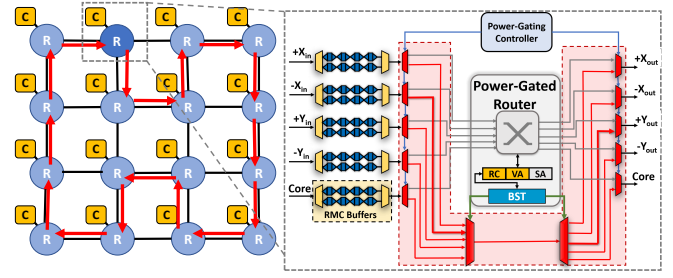 C C C C
R R R R
C C C C
R R R R
C C C C
R R R R
C C C C
R R R R
Power-Gating
Controller
+Xin
-Xin
+Yin
-Yin
Core
RMC Buffers
Power-Gated
Router
RC VA SA
BST
+Xout
-Xout
+Yout
-Yout
Core